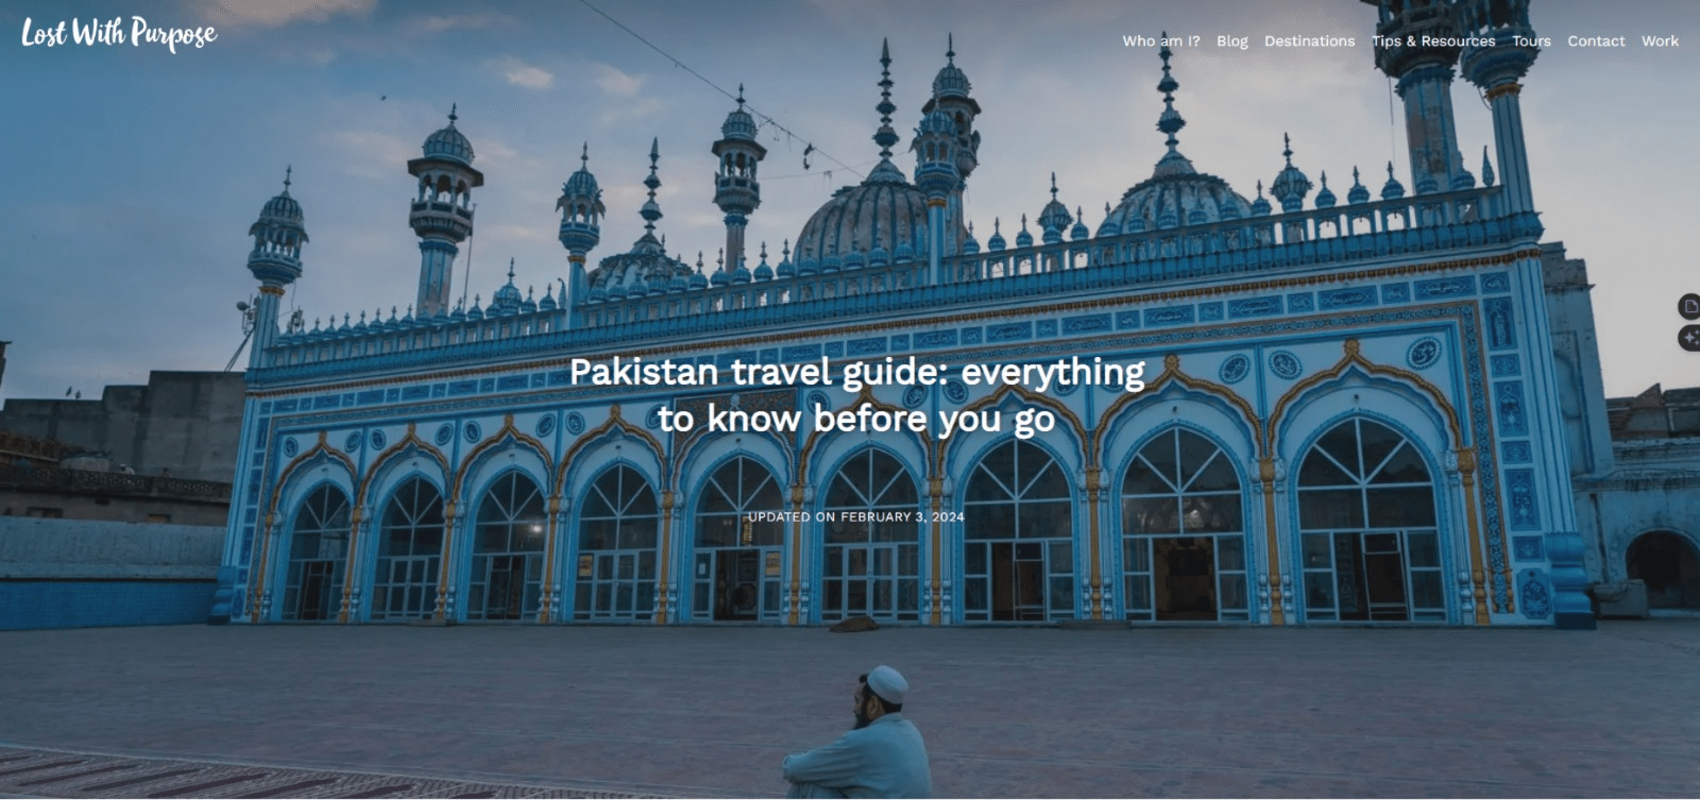 Lost With Purpose
Who am I? Blog Destinations Tips & Resources Tours Contact Work
Pakistan travel guide: everything
to know before you go
UPDATED ON FEBRUARY 3, 2024